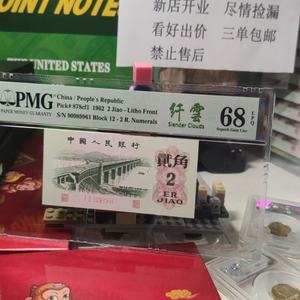 POINT NOTE
UNITED STATES
新店开业 尽情捡漏
看好出价 三单包邮
禁止售后
PMG
PAPER MONEY GUARANTY
China / People's Republic
Pick# 878cf1 1962 2 Jiao - Litho Front
S/N 90980961 Block 12 - 2 R. Numerals
纤雲
Slender Clouds
68 EPQ
Superb Gem Unc
中国人民银行
贰角
2
ER
JIAO